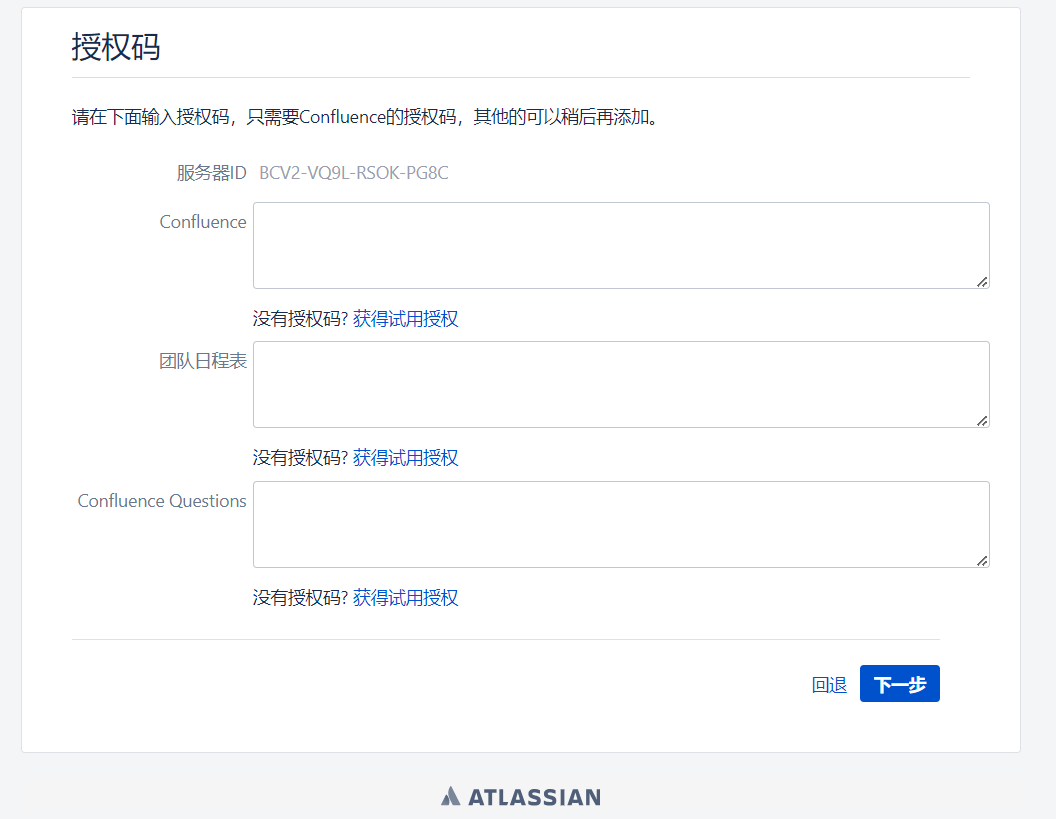 授权码
请在下面输入授权码，只需要Confluence的授权码，其他的可以稍后再添加。
服务器ID BCV2-VQ9L-RSOK-PG8C
Confluence
没有授权码? 获得试用授权
团队日程表
没有授权码? 获得试用授权
Confluence Questions
没有授权码? 获得试用授权
回退 下一步
ATLASSIAN